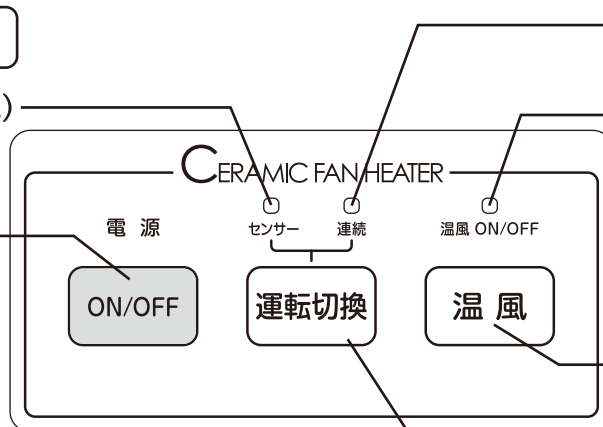 )
CERAMIC FAN HEATER
電源
センサー 連続
温風 ON/OFF
ON/OFF
運転切換
温風